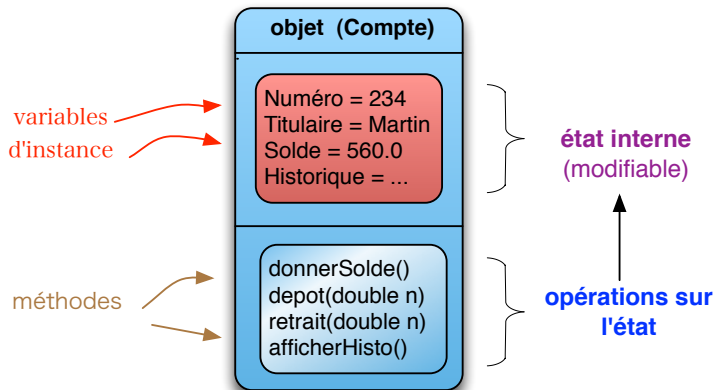 objet  (Compte)
variables
d'instance
Numéro = 234
Titulaire = Martin
Solde = 560.0
Historique = ...
état interne
(modifiable)
méthodes
donnerSolde()
depot(double n)
retrait(double n)
afficherHisto()
opérations sur
l'état